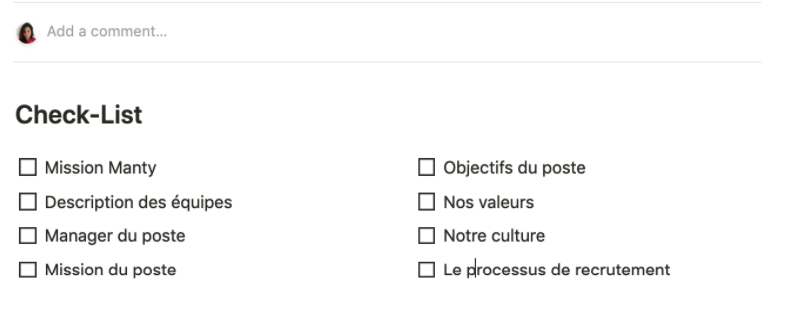 Add a comment...
Check-List
Mission Manty
Description des équipes
Manager du poste
Mission du poste
Objectifs du poste
Nos valeurs
Notre culture
Le processus de recrutement